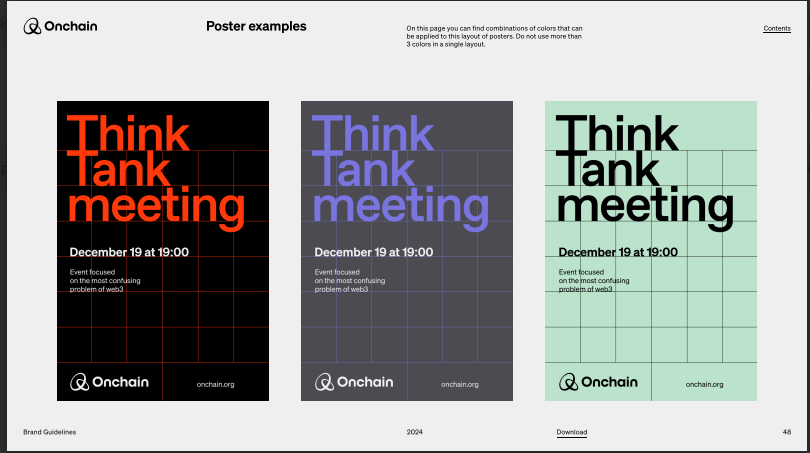 Onchain
Poster examples
On this page you can find combinations of colors that can
be applied to this layout of posters. Do not use more than
3 colors in a single layout.
Contents
Think
Tank
meeting
December 19 at 19:00
Event focused
on the most confusing
problem of web3
Onchain
onchain.org
Think
Tank
meeting
December 19 at 19:00
Event focused
on the most confusing
problem of web3
Onchain
onchain.org
Think
Tank
meeting
December 19 at 19:00
Event focused
on the most confusing
problem of web3
Onchain
onchain.org
Brand Guidelines
2024
Download
48